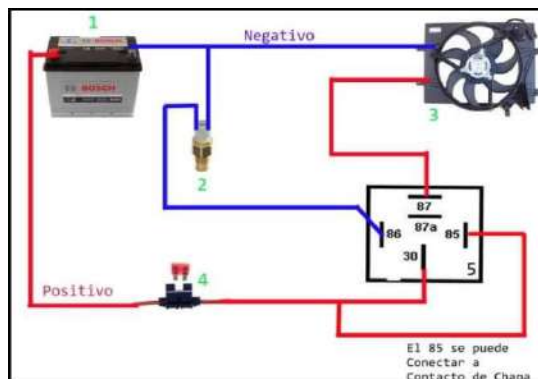 1
Negativo
BOSCH
BOSCH
3
2
87
87a
86
85
30
5
4
Positivo
El 85 se puede
Conectar a
Contacto de Chapa